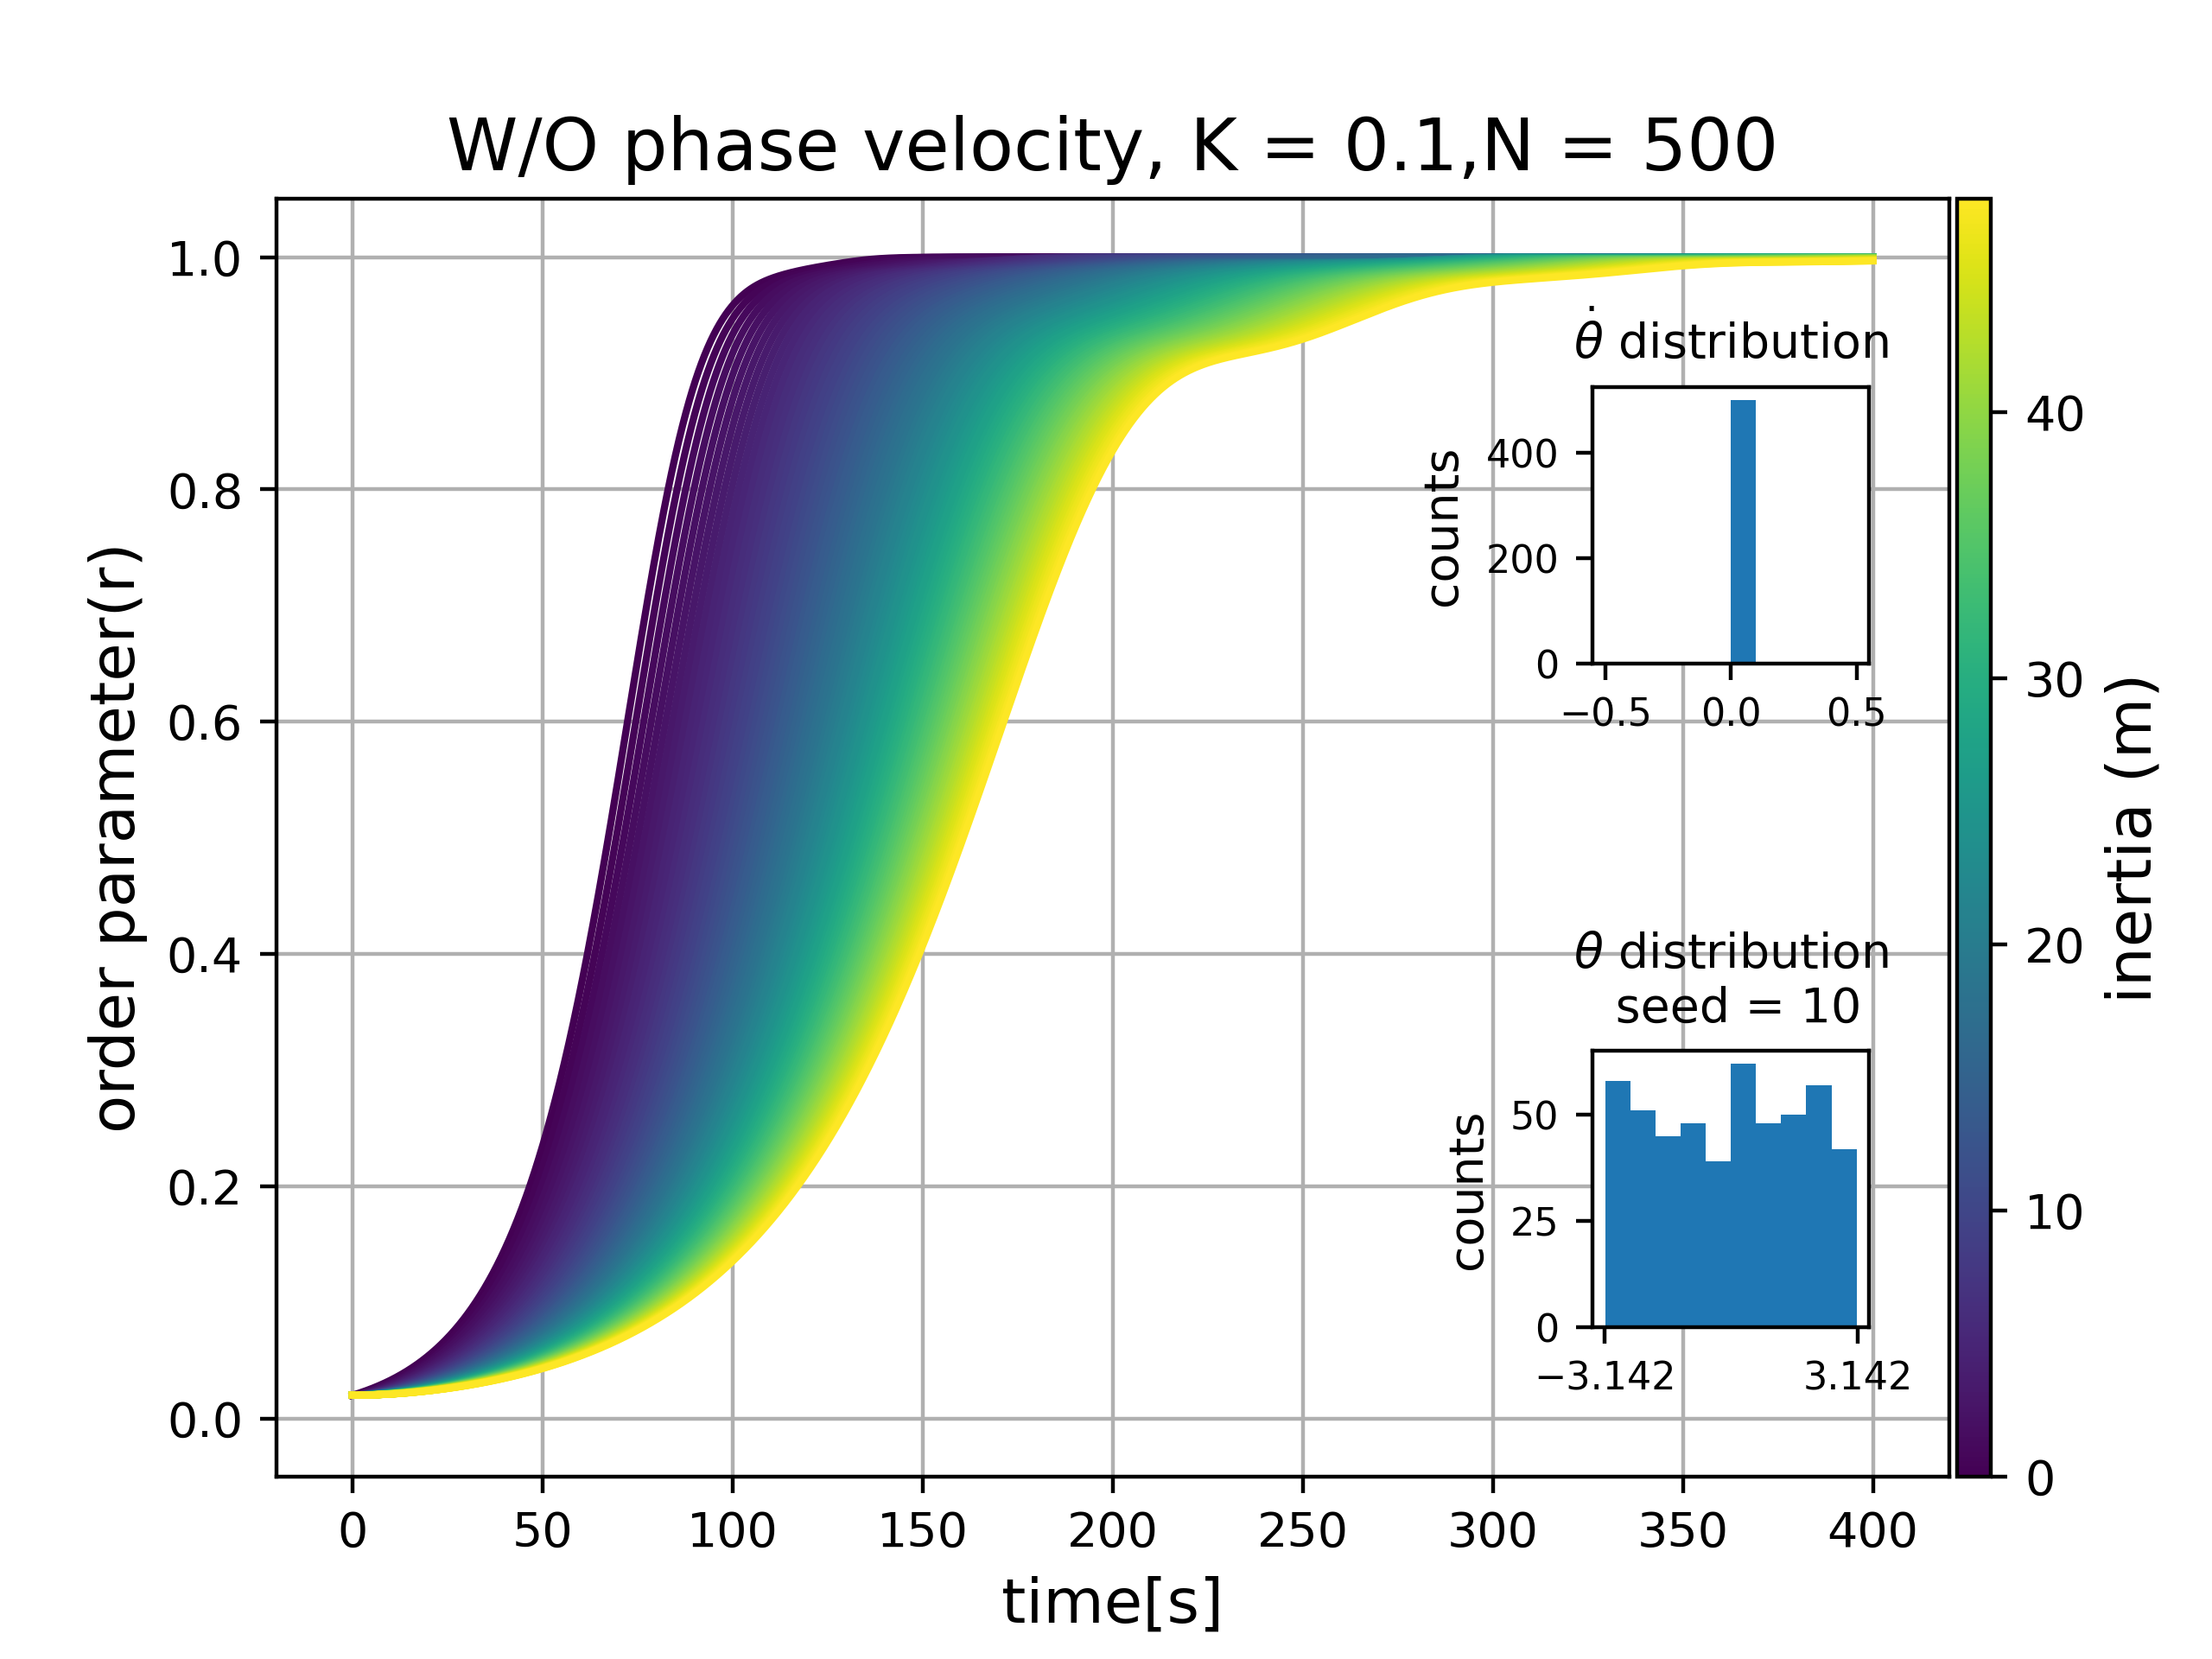 W/O phase velocity, K = 0.1,N = 500
order parameter(r)
1.0
0.8
0.6
0.4
0.2
0.0
0 50 100 150 200 250 300 350 400
time[s]
θ̇ distribution
counts
400
200
0
−0.5 0.0 0.5
θ distribution
seed = 10
counts
50
25
0
−3.142 3.142
40
30
20
10
0
inertia (m)